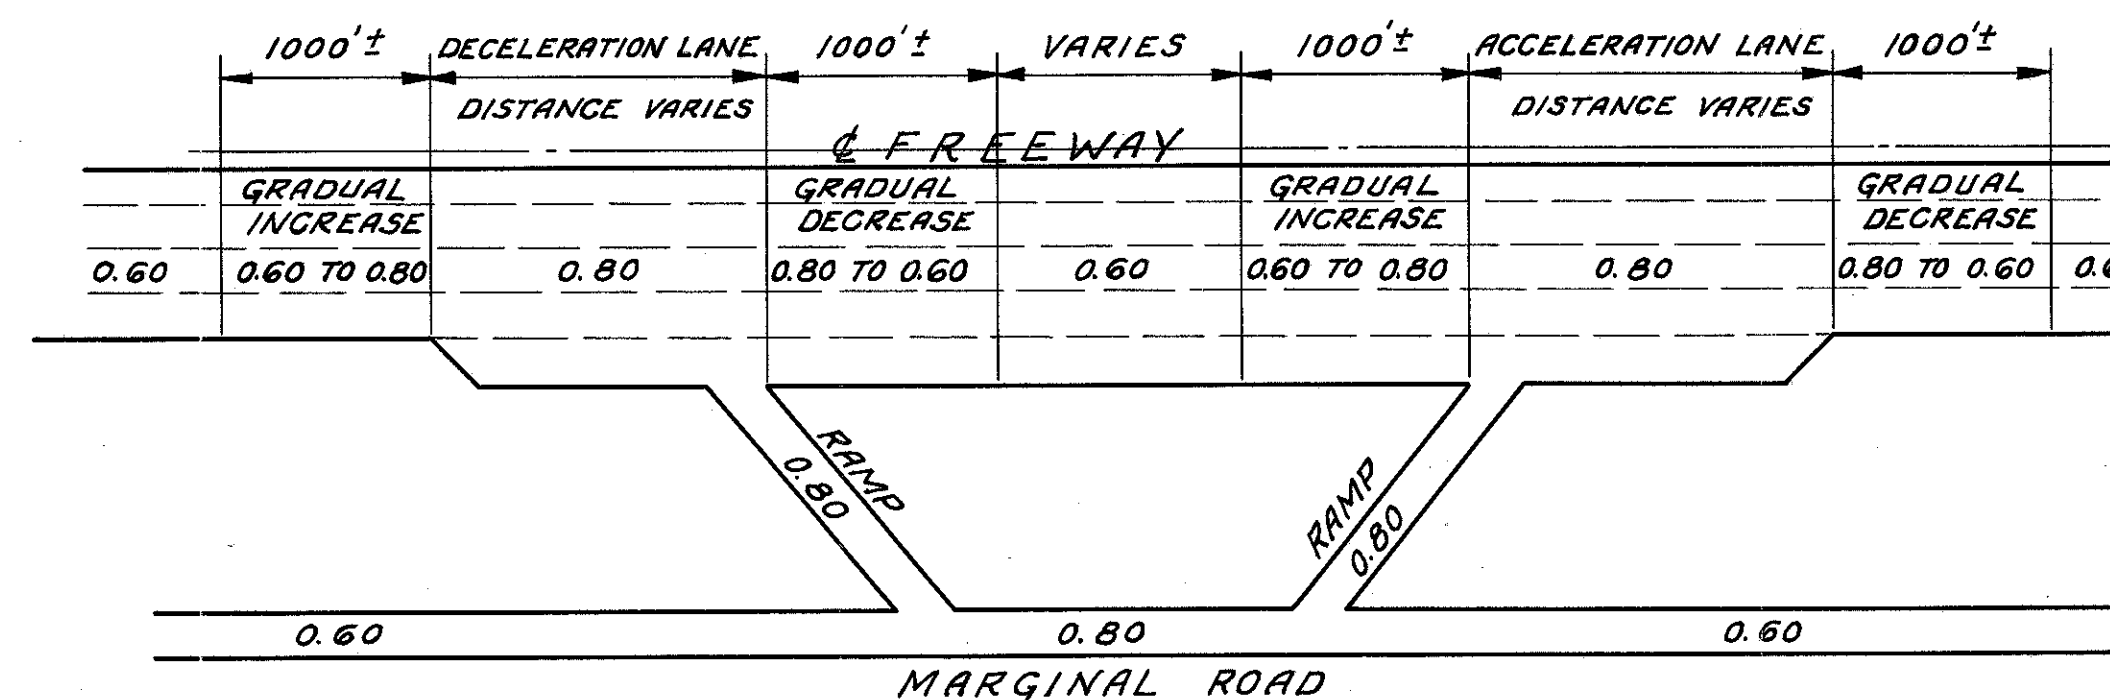 1000'± DECELERATION LANE 1000'± VARIES 1000'± ACCELERATION LANE 1000'±
DISTANCE VARIES DISTANCE VARIES
℄ FREEWAY
GRADUAL GRADUAL GRADUAL GRADUAL
INCREASE DECREASE INCREASE DECREASE
0.60 0.60 TO 0.80 0.80 0.80 TO 0.60 0.60 0.60 TO 0.80 0.80 0.80 TO 0.60
RAMP
0.80
RAMP
0.80
0.60 0.80 0.60
MARGINAL ROAD